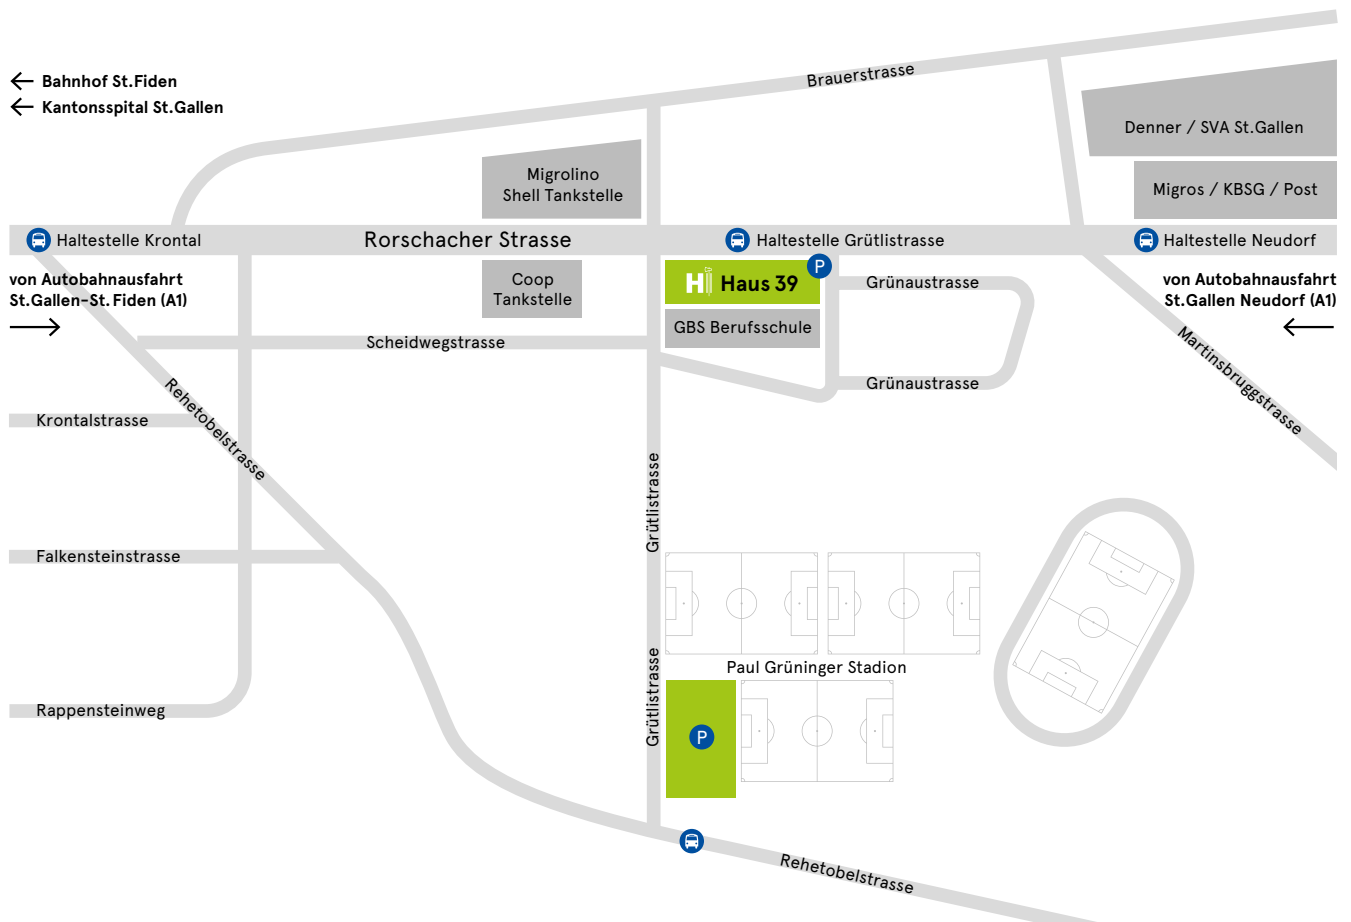 Brauerstrasse
Bahnhof St.Fiden
Kantonsspital St.Gallen
Denner / SVA St.Gallen
Migrolino
Shell Tankstelle
Migros / KBSG / Post
Haltestelle Krontal
Rorschacher Strasse
Haltestelle Grütlistrasse
Haltestelle Neudorf
von Autobahnausfahrt
St.Gallen–St. Fiden (A1)
Coop
Tankstelle
P
H Haus 39
Grünaustrasse
von Autobahnausfahrt
St.Gallen Neudorf (A1)
GBS Berufsschule
Scheidwegstrasse
Martinsbruggstrasse
Grünaustrasse
Rehetobelstrasse
Krontalstrasse
Grütlistrasse
Falkensteinstrasse
Paul Grüninger Stadion
Grütlistrasse
Rappensteinweg
P
Rehetobelstrasse